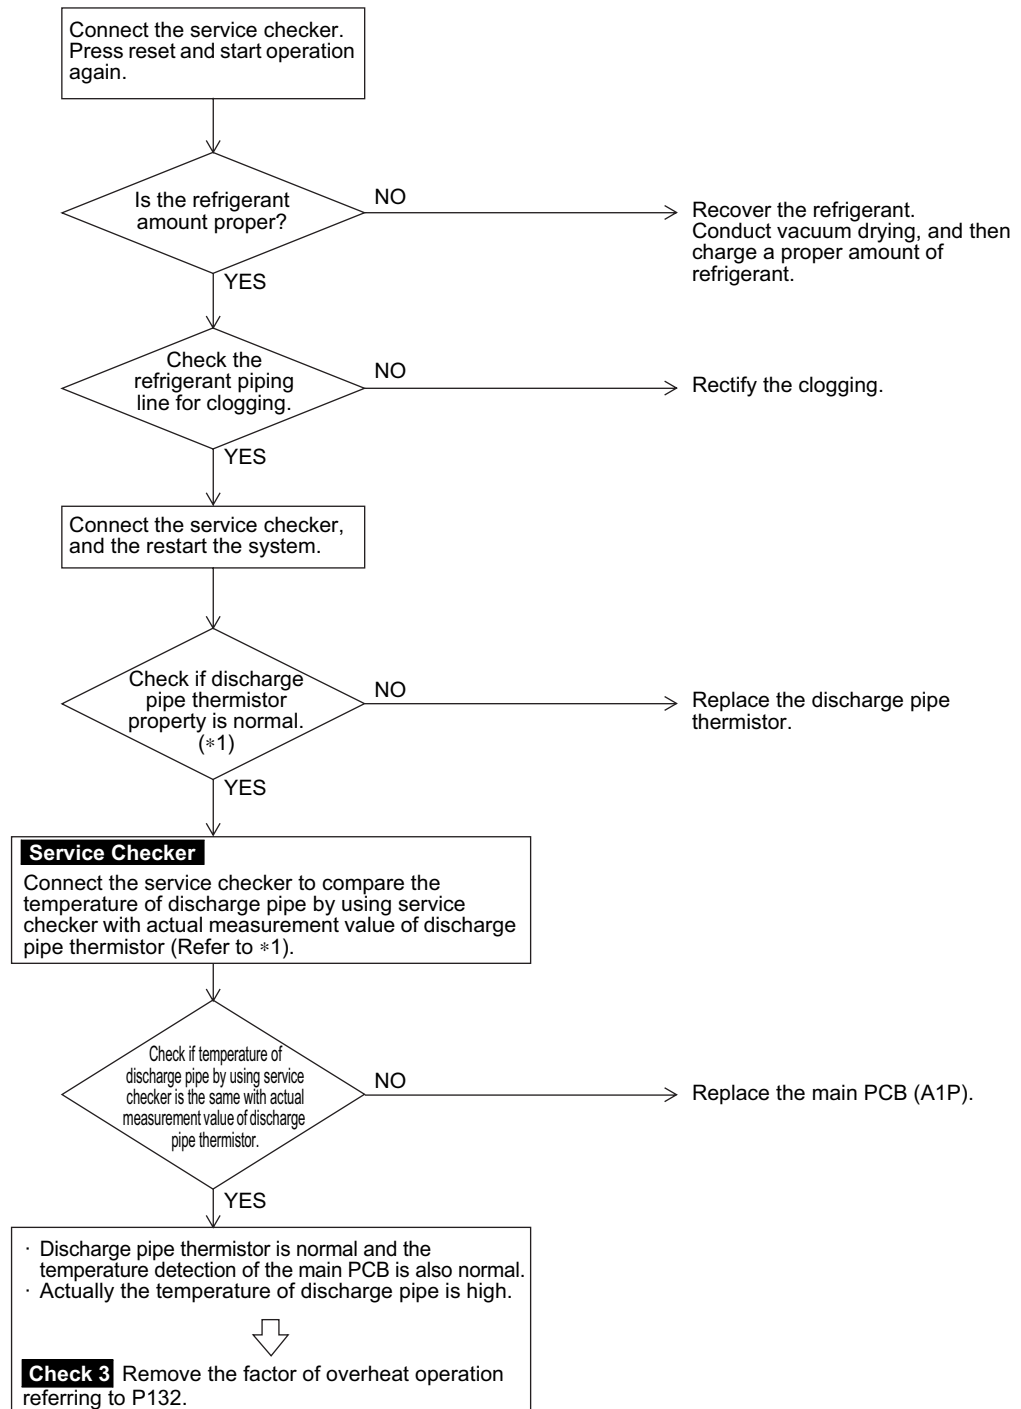 Connect the service checker.
Press reset and start operation
again.
Is the refrigerant
amount proper?
NO
Recover the refrigerant.
Conduct vacuum drying, and then
charge a proper amount of
refrigerant.
YES
Check the
refrigerant piping
line for clogging.
NO
Rectify the clogging.
YES
Connect the service checker,
and the restart the system.
Check if discharge
pipe thermistor
property is normal.
(∗1)
NO
Replace the discharge pipe
thermistor.
YES
Service Checker
Connect the service checker to compare the
temperature of discharge pipe by using service
checker with actual measurement value of discharge
pipe thermistor (Refer to ∗1).
Check if temperature of
discharge pipe by using service
checker is the same with actual
measurement value of discharge
pipe thermistor.
NO
Replace the main PCB (A1P).
YES
· Discharge pipe thermistor is normal and the
temperature detection of the main PCB is also normal.
· Actually the temperature of discharge pipe is high.
Check 3 Remove the factor of overheat operation
referring to P132.